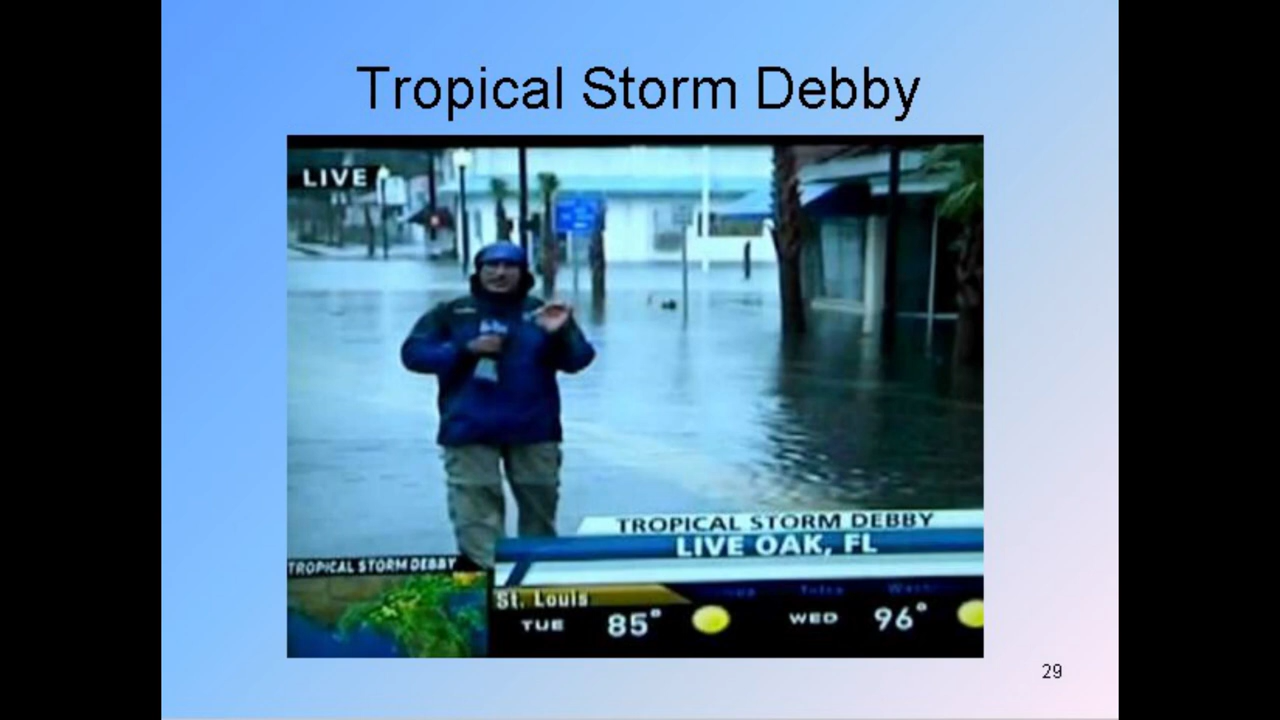 Tropical Storm Debby
LIVE
TROPICAL STORM DEBBY
LIVE OAK, FL
TROPICAL STORM DEBBY
St. Louis
TUE 85° WED 96°
29